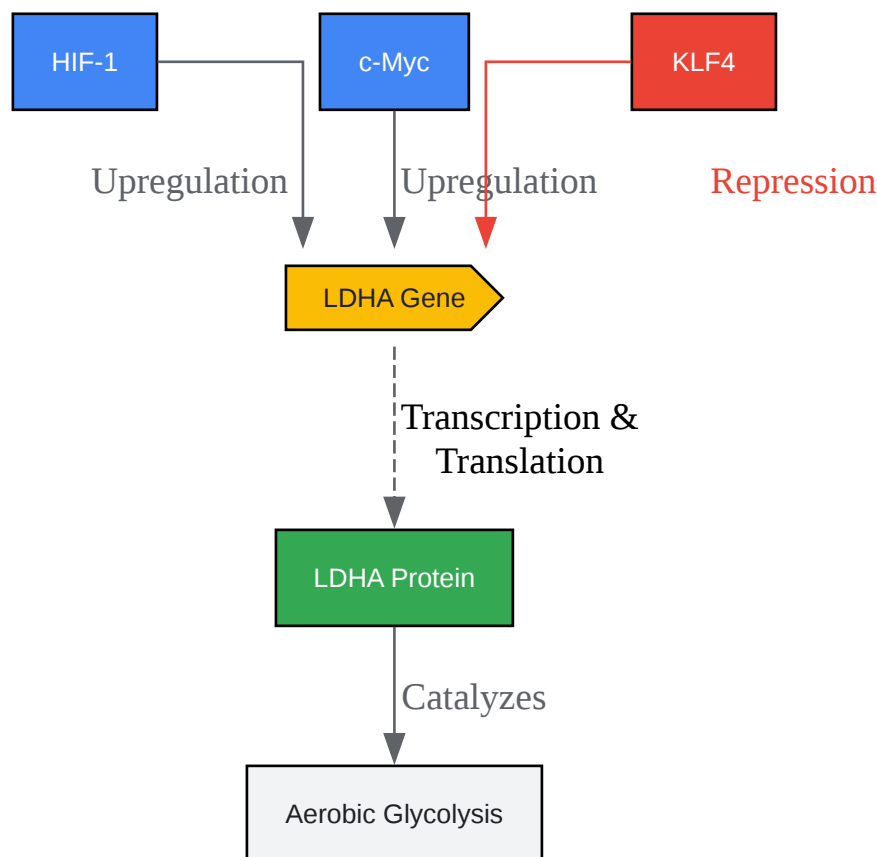 HIF-1
c-Myc
KLF4
Upregulation
Upregulation
Repression
LDHA Gene
Transcription &
Translation
LDHA Protein
Catalyzes
Aerobic Glycolysis